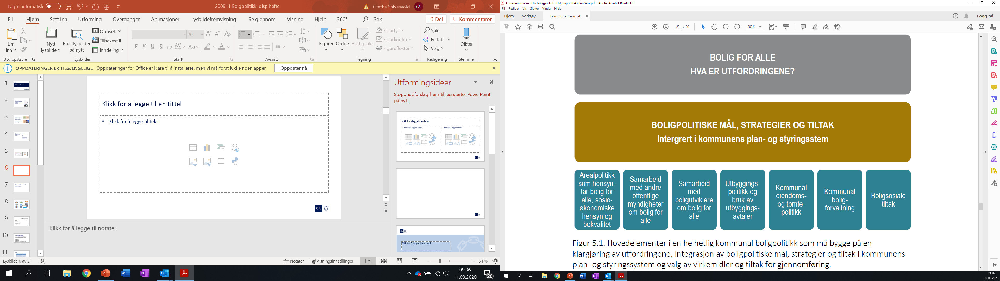 Lagre automatisk
200911 Bolgpolitikk, disp hefte
Grethe Salvesvold
GS
Fil
Hjem
Sett inn
Utforming
Overganger
Animasjoner
Lysbildefremvisning
Se gjennom
Visning
Hjelp
360°
Søk
Del
Kommentarer
Lim
inn
Nytt
lysbilde
Bruk lysbilder
på nytt
Oppsett
Tilbakestill
Inndeling
20
F K U S ab AV Aa A
Figurer
Ordne
Hurtigstiler
Figurfyll
Figurkontur
Figureffekter
Søk
Erstatt
Velg
Dikter
Utklippstavle
Lysbilder
Skrift
Avsnitt
Tegning
Redigering
Stemme
OPPDATERINGER ER TILGJENGELIGE Oppdateringer for Office er klare til å installeres, men vi må først lukke noen apper.
Oppdater nå
1
2
3
4
5
6
7
8
9
10
11
Klikk for å legge til en tittel
• Klikk for å legge til tekst
KS
Klikk for å legge til notater
Utformingsideer
Stopp idéforslag fram til jeg starter PowerPoint
på nytt.
Klikk for å legge til en tittel
• Klikk for å legge til tekst
• Klikk for å legge til tekst
KS
KS
KS
Klikk for å legge til en tittel
Lysbilde 6 av 21
Notater
Visningsinnstillinger
51 %
09:36
11.09.2020
20
kommunen som aktiv boligpolitisk aktør, rapport Asplan Viak.pdf - Adobe Acrobat Reader DC
Fil Rediger Vis Signer Vindu Hjelp
Hjem
Verktøy
kommunen som ak...
Logg på
23 / 30
200%
BOLIG FOR ALLE
HVA ER UTFORDRINGENE?
BOLIGPOLITISKE MÅL, STRATEGIER OG TILTAK
Intergrert i kommunens plan- og styringsstem
Arealpolitikk
som hensyn-
tar bolig for
alle, sosio-
økonomiske
hensyn og
bokvalitet
Samarbeid
med andre
offentlige
myndigheter
om bolig for
alle
Samarbeid
med
boligutviklere
om bolig for
alle
Utbyggings-
politikk og
bruk av
utbyggings-
avtaler
Kommunal
eiendoms-
og tomte-
politikk
Kommunal
bolig-
forvaltning
Boligsosiale
tiltak
Figur 5.1. Hovedelementer i en helhetlig kommunal boligpolitikk som må bygge på en
klargjøring av utfordringene, integrasjon av boligpolitiske mål, strategier og tiltak i kommunens
plan- og styringssystem og valg av virkemidler og tiltak for gjennomføring.
09:36
11.09.2020